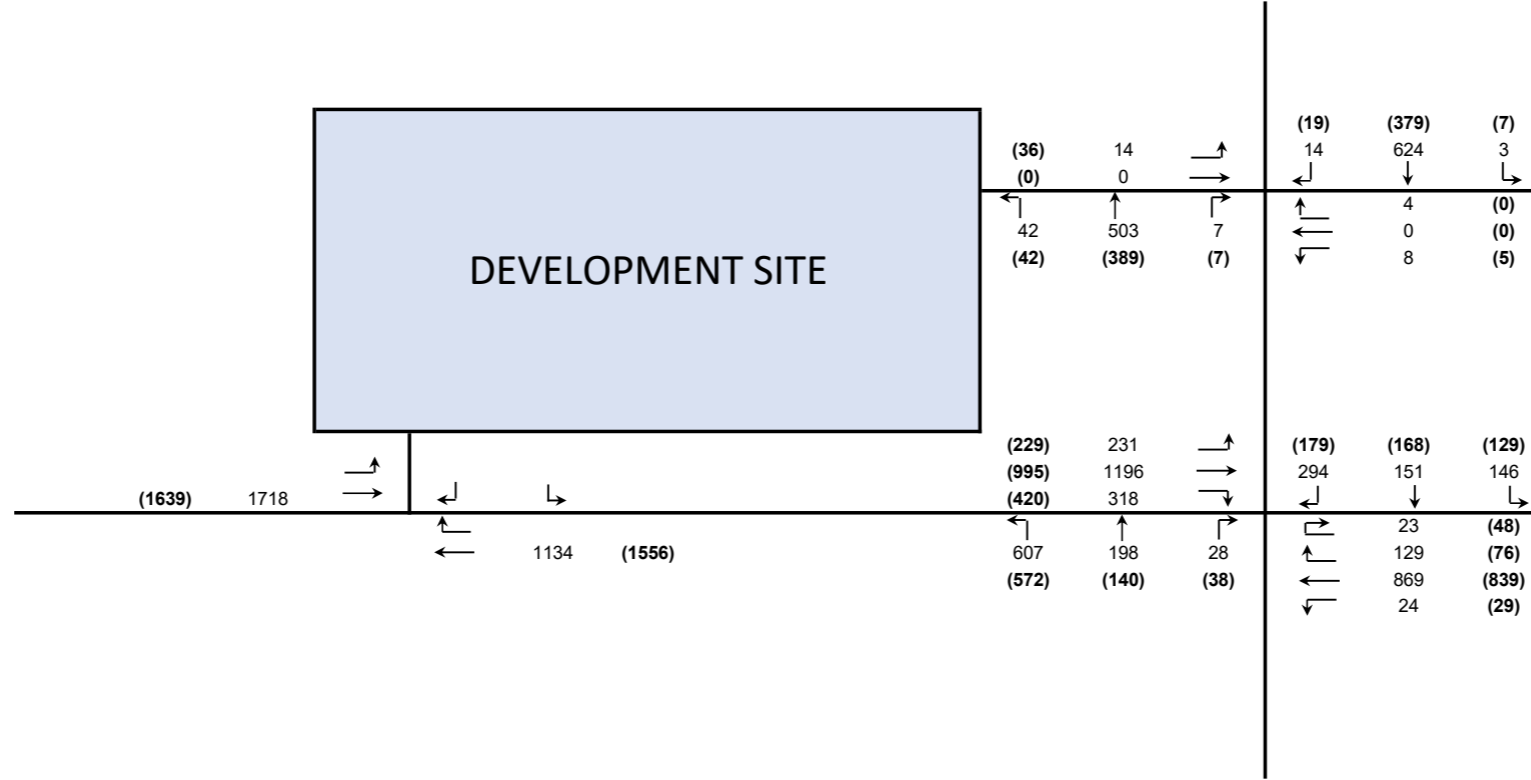 (19) (379) (7)
(36) 14 14 624 3
(0) 0
4 (0)
42 503 7 0 (0)
(42) (389) (7) 8 (5)
DEVELOPMENT SITE
(229) 231 (179) (168) (129)
(995) 1196 294 151 146
(1639) 1718 (420) 318
23 (48)
1134 (1556) 607 198 28 129 (76)
(572) (140) (38) 869 (839)
24 (29)